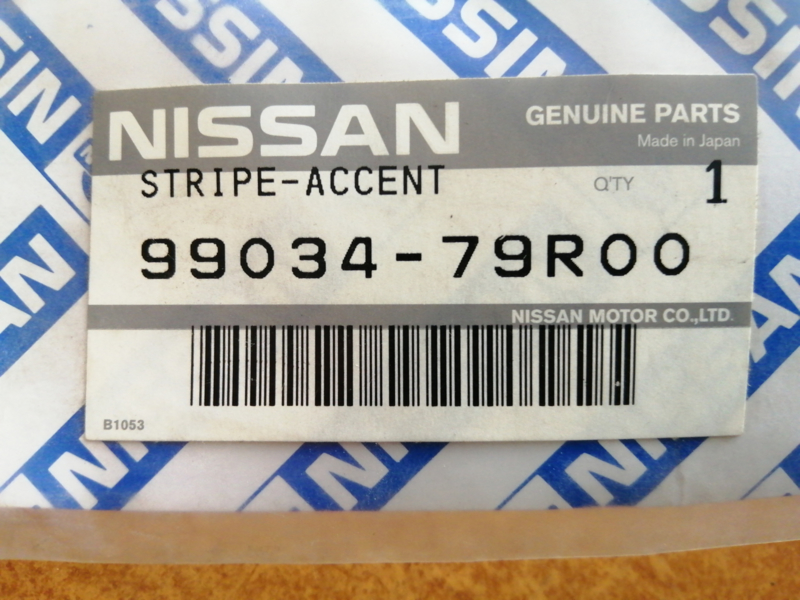 NISSAN
GENUINE PARTS
Made in Japan
STRIPE-ACCENT
Q'TY 1
99034-79R00
NISSAN MOTOR CO.,LTD.
B1053